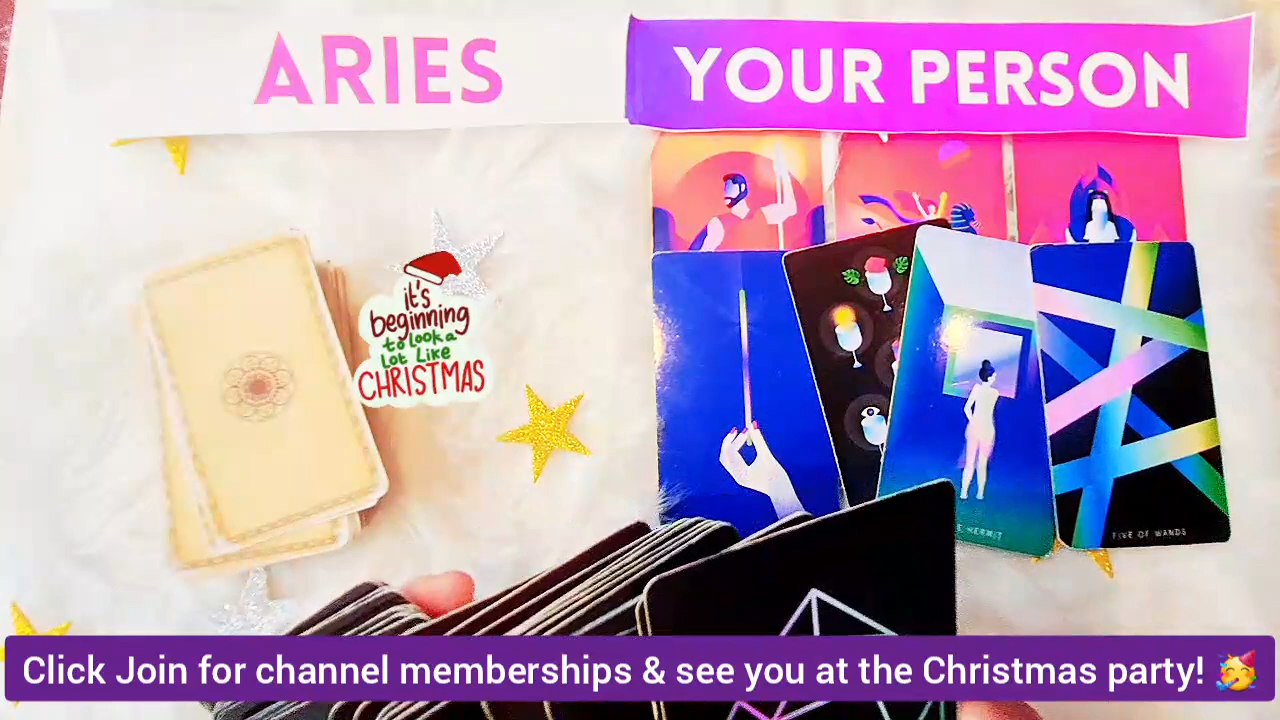 ARIES
YOUR PERSON
it's
beginning
to look a
Lot Like
CHRISTMAS
HERMIT
FIVE OF WANDS
Click Join for channel memberships & see you at the Christmas party!